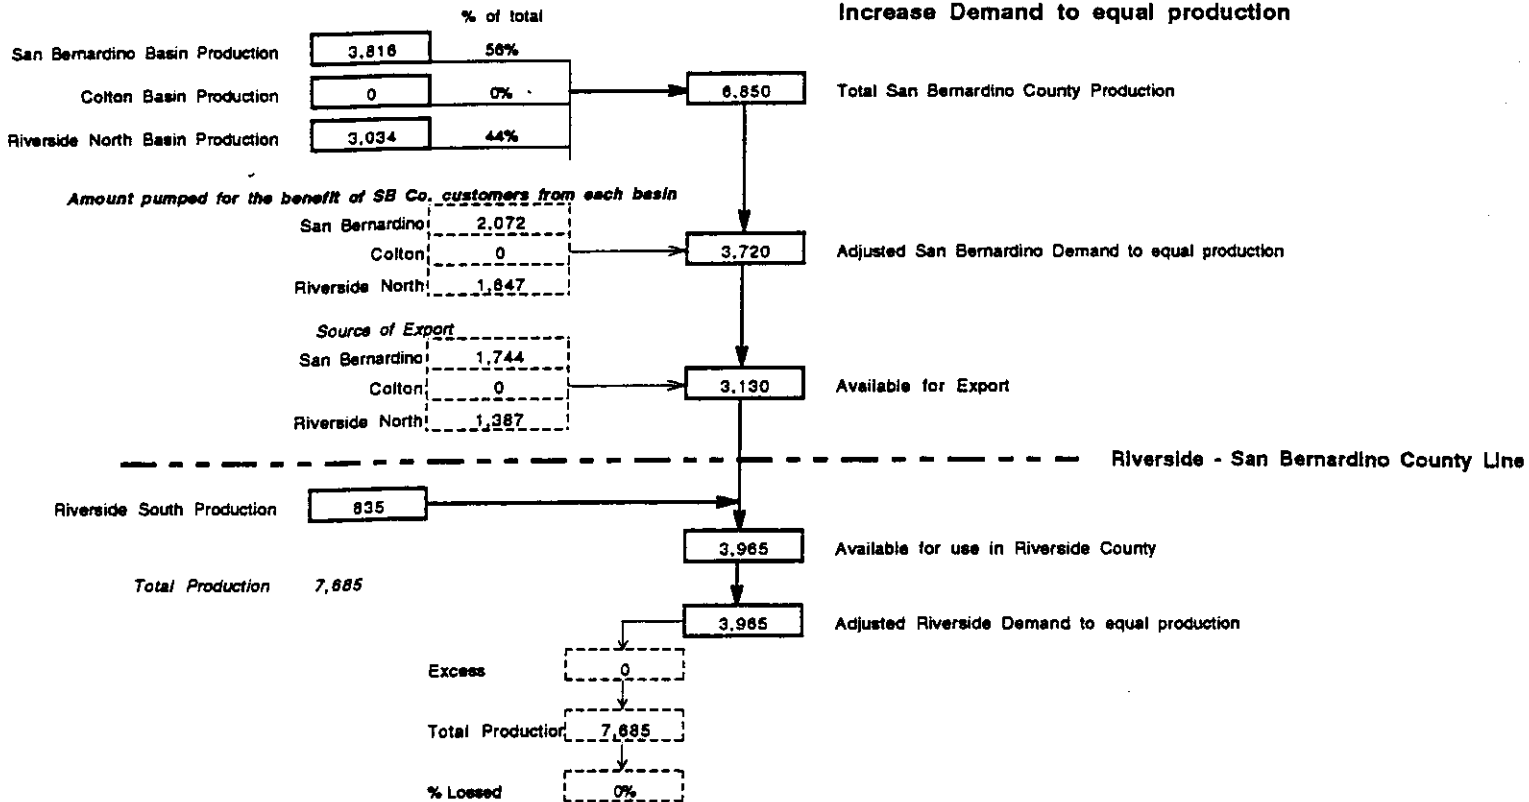 % of total
Increase Demand to equal production
San Bernardino Basin Production 3,816 56%
Colton Basin Production 0 0% 6,850 Total San Bernardino County Production
Riverside North Basin Production 3,034 44%
Amount pumped for the benefit of SB Co. customers from each basin
San Bernardino 2,072
Colton 0 3,720 Adjusted San Bernardino Demand to equal production
Riverside North 1,647
Source of Export
San Bernardino 1,744
Colton 0 3,130 Available for Export
Riverside North 1,387
Riverside - San Bernardino County Line
Riverside South Production 835
3,965 Available for use in Riverside County
Total Production 7,685
3,965 Adjusted Riverside Demand to equal production
Excess 0
Total Production 7,685
% Lossed 0%